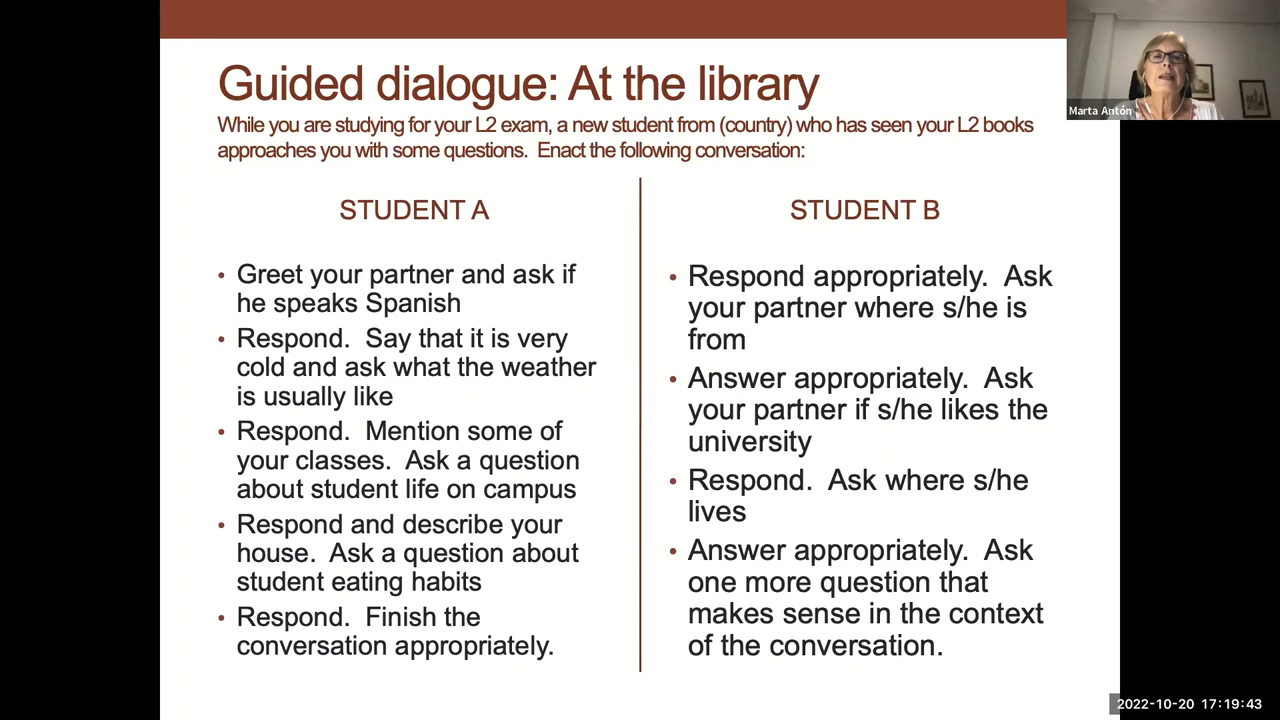 Guided dialogue: At the library
While you are studying for your L2 exam, a new student from (country) who has seen your L2 books
approaches you with some questions.  Enact the following conversation:
STUDENT A
• Greet your partner and ask if
he speaks Spanish
• Respond.  Say that it is very
cold and ask what the weather
is usually like
• Respond.  Mention some of
your classes.  Ask a question
about student life on campus
• Respond and describe your
house.  Ask a question about
student eating habits
• Respond.  Finish the
conversation appropriately.
STUDENT B
• Respond appropriately.  Ask
your partner where s/he is
from
• Answer appropriately.  Ask
your partner if s/he likes the
university
• Respond.  Ask where s/he
lives
• Answer appropriately.  Ask
one more question that
makes sense in the context
of the conversation.
Marta Antón
2022-10-20 17:19:43